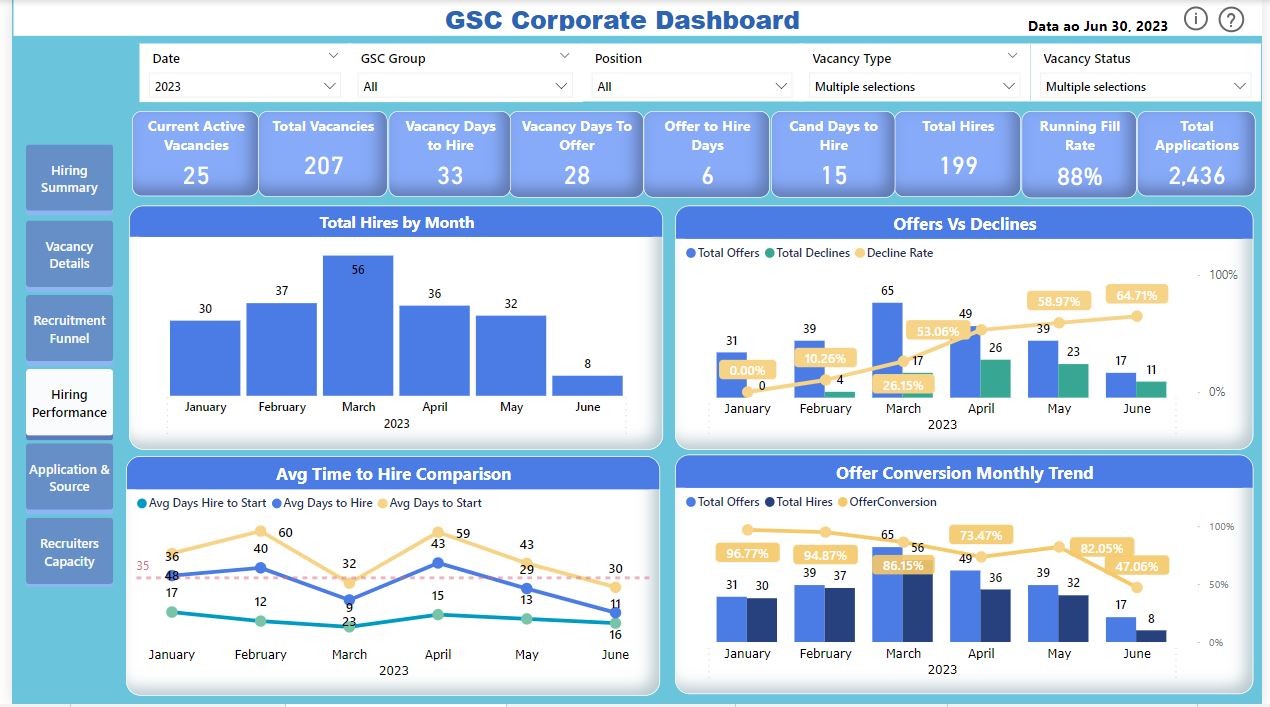 GSC Corporate Dashboard
Data ao Jun 30, 2023
i
?
Date
2023
GSC Group
All
Position
All
Vacancy Type
Multiple selections
Vacancy Status
Multiple selections
Hiring
Summary
Vacancy
Details
Recruitment
Funnel
Hiring
Performance
Application &
Source
Recruiters
Capacity
Current Active
Vacancies
25
Total Vacancies
207
Vacancy Days
to Hire
33
Vacancy Days To
Offer
28
Offer to Hire
Days
6
Cand Days to
Hire
15
Total Hires
199
Running Fill
Rate
88%
Total
Applications
2,436
Total Hires by Month
30
37
56
36
32
8
January February March April May June
2023
Offers Vs Declines
Total Offers Total Declines Decline Rate
100%
0%
31
39
65
49
39
17
0
4
17
26
23
11
0.00%
10.26%
26.15%
53.06%
58.97%
64.71%
January February March April May June
2023
Avg Time to Hire Comparison
Avg Days Hire to Start Avg Days to Hire Avg Days to Start
35
36
60
32
59
43
30
48
36
40
9
43
29
11
17
12
23
15
13
16
January February March April May June
2023
Offer Conversion Monthly Trend
Total Offers Total Hires OfferConversion
100%
50%
0%
96.77%
94.87%
86.15%
73.47%
82.05%
47.06%
31 30
39 37
65 56
49 36
39 32
17 8
January February March April May June
2023